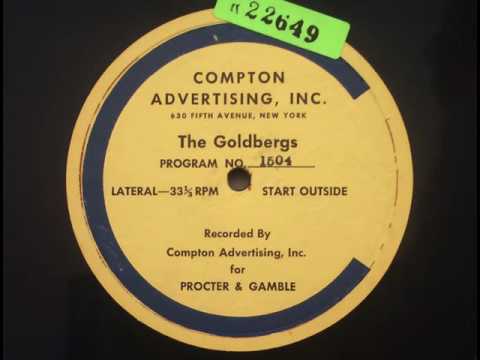 n 22649
COMPTON
ADVERTISING, INC.
630 FIFTH AVENUE, NEW YORK
The Goldbergs
PROGRAM NO. 1504
LATERAL—33⅓ RPM START OUTSIDE
Recorded By
Compton Advertising, Inc.
for
PROCTER & GAMBLE